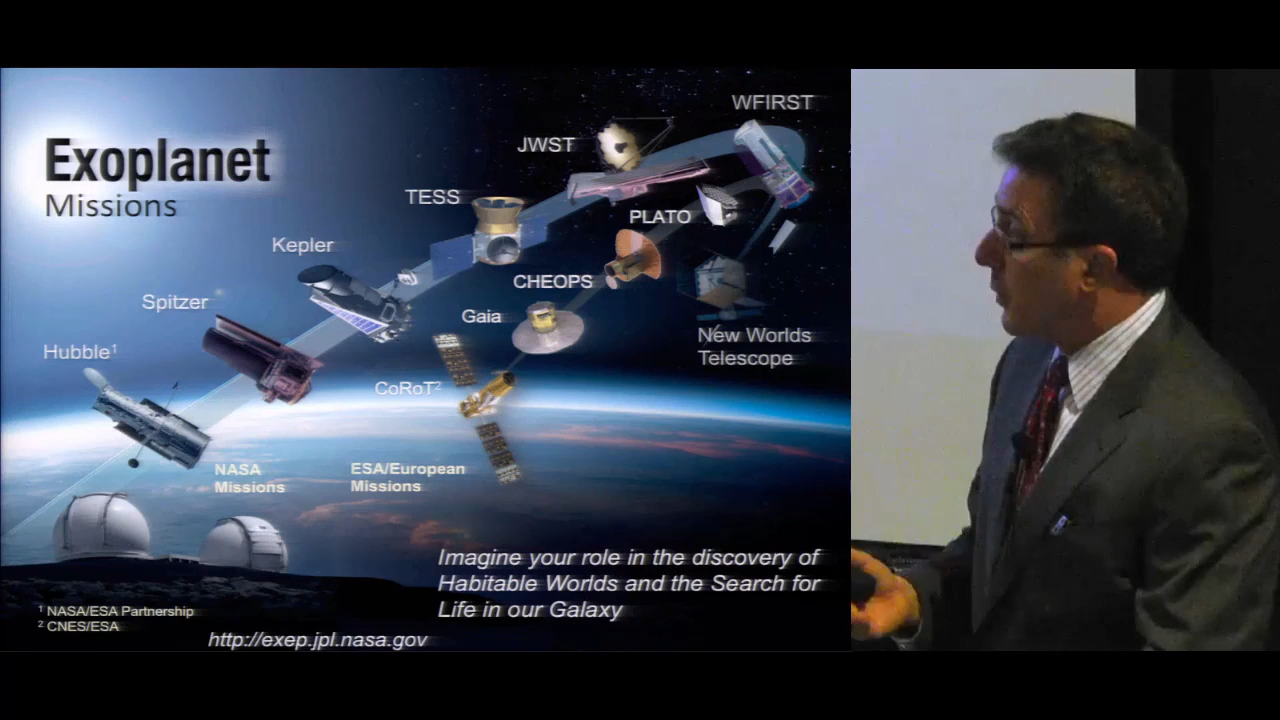 Exoplanet
Missions
WFIRST
JWST
TESS
PLATO
Kepler
CHEOPS
Spitzer
Gaia
New Worlds
Telescope
Hubble¹
CoRoT²
NASA
Missions
ESA/European
Missions
Imagine your role in the discovery of
Habitable Worlds and the Search for
Life in our Galaxy
¹ NASA/ESA Partnership
² CNES/ESA
http://exep.jpl.nasa.gov